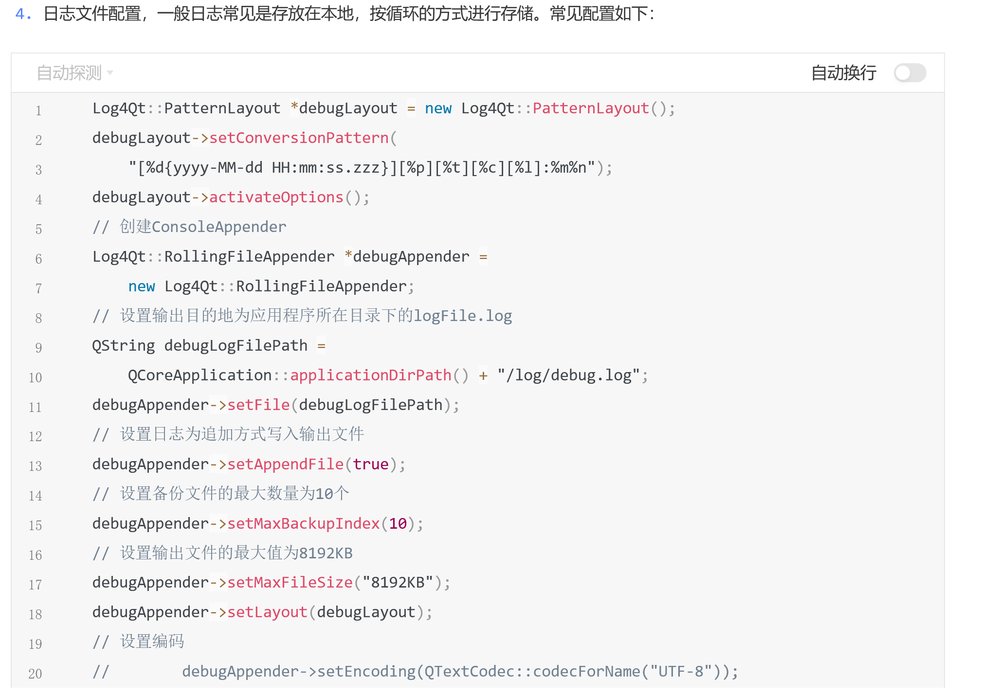 4. 日志文件配置，一般日志常见是存放在本地，按循环的方式进行存储。常见配置如下：
自动探测
自动换行
1 Log4Qt::PatternLayout *debugLayout = new Log4Qt::PatternLayout();
2 debugLayout->setConversionPattern(
3     "[%d{yyyy-MM-dd HH:mm:ss.zzz}][%p][%t][%c][%l]:%m%n");
4 debugLayout->activateOptions();
5 // 创建ConsoleAppender
6 Log4Qt::RollingFileAppender *debugAppender =
7     new Log4Qt::RollingFileAppender;
8 // 设置输出目的地为应用程序所在目录下的logFile.log
9 QString debugLogFilePath =
10     QCoreApplication::applicationDirPath() + "/log/debug.log";
11 debugAppender->setFile(debugLogFilePath);
12 // 设置日志为追加方式写入输出文件
13 debugAppender->setAppendFile(true);
14 // 设置备份文件的最大数量为10个
15 debugAppender->setMaxBackupIndex(10);
16 // 设置输出文件的最大值为8192KB
17 debugAppender->setMaxFileSize("8192KB");
18 debugAppender->setLayout(debugLayout);
19 // 设置编码
20 //        debugAppender->setEncoding(QTextCodec::codecForName("UTF-8"));